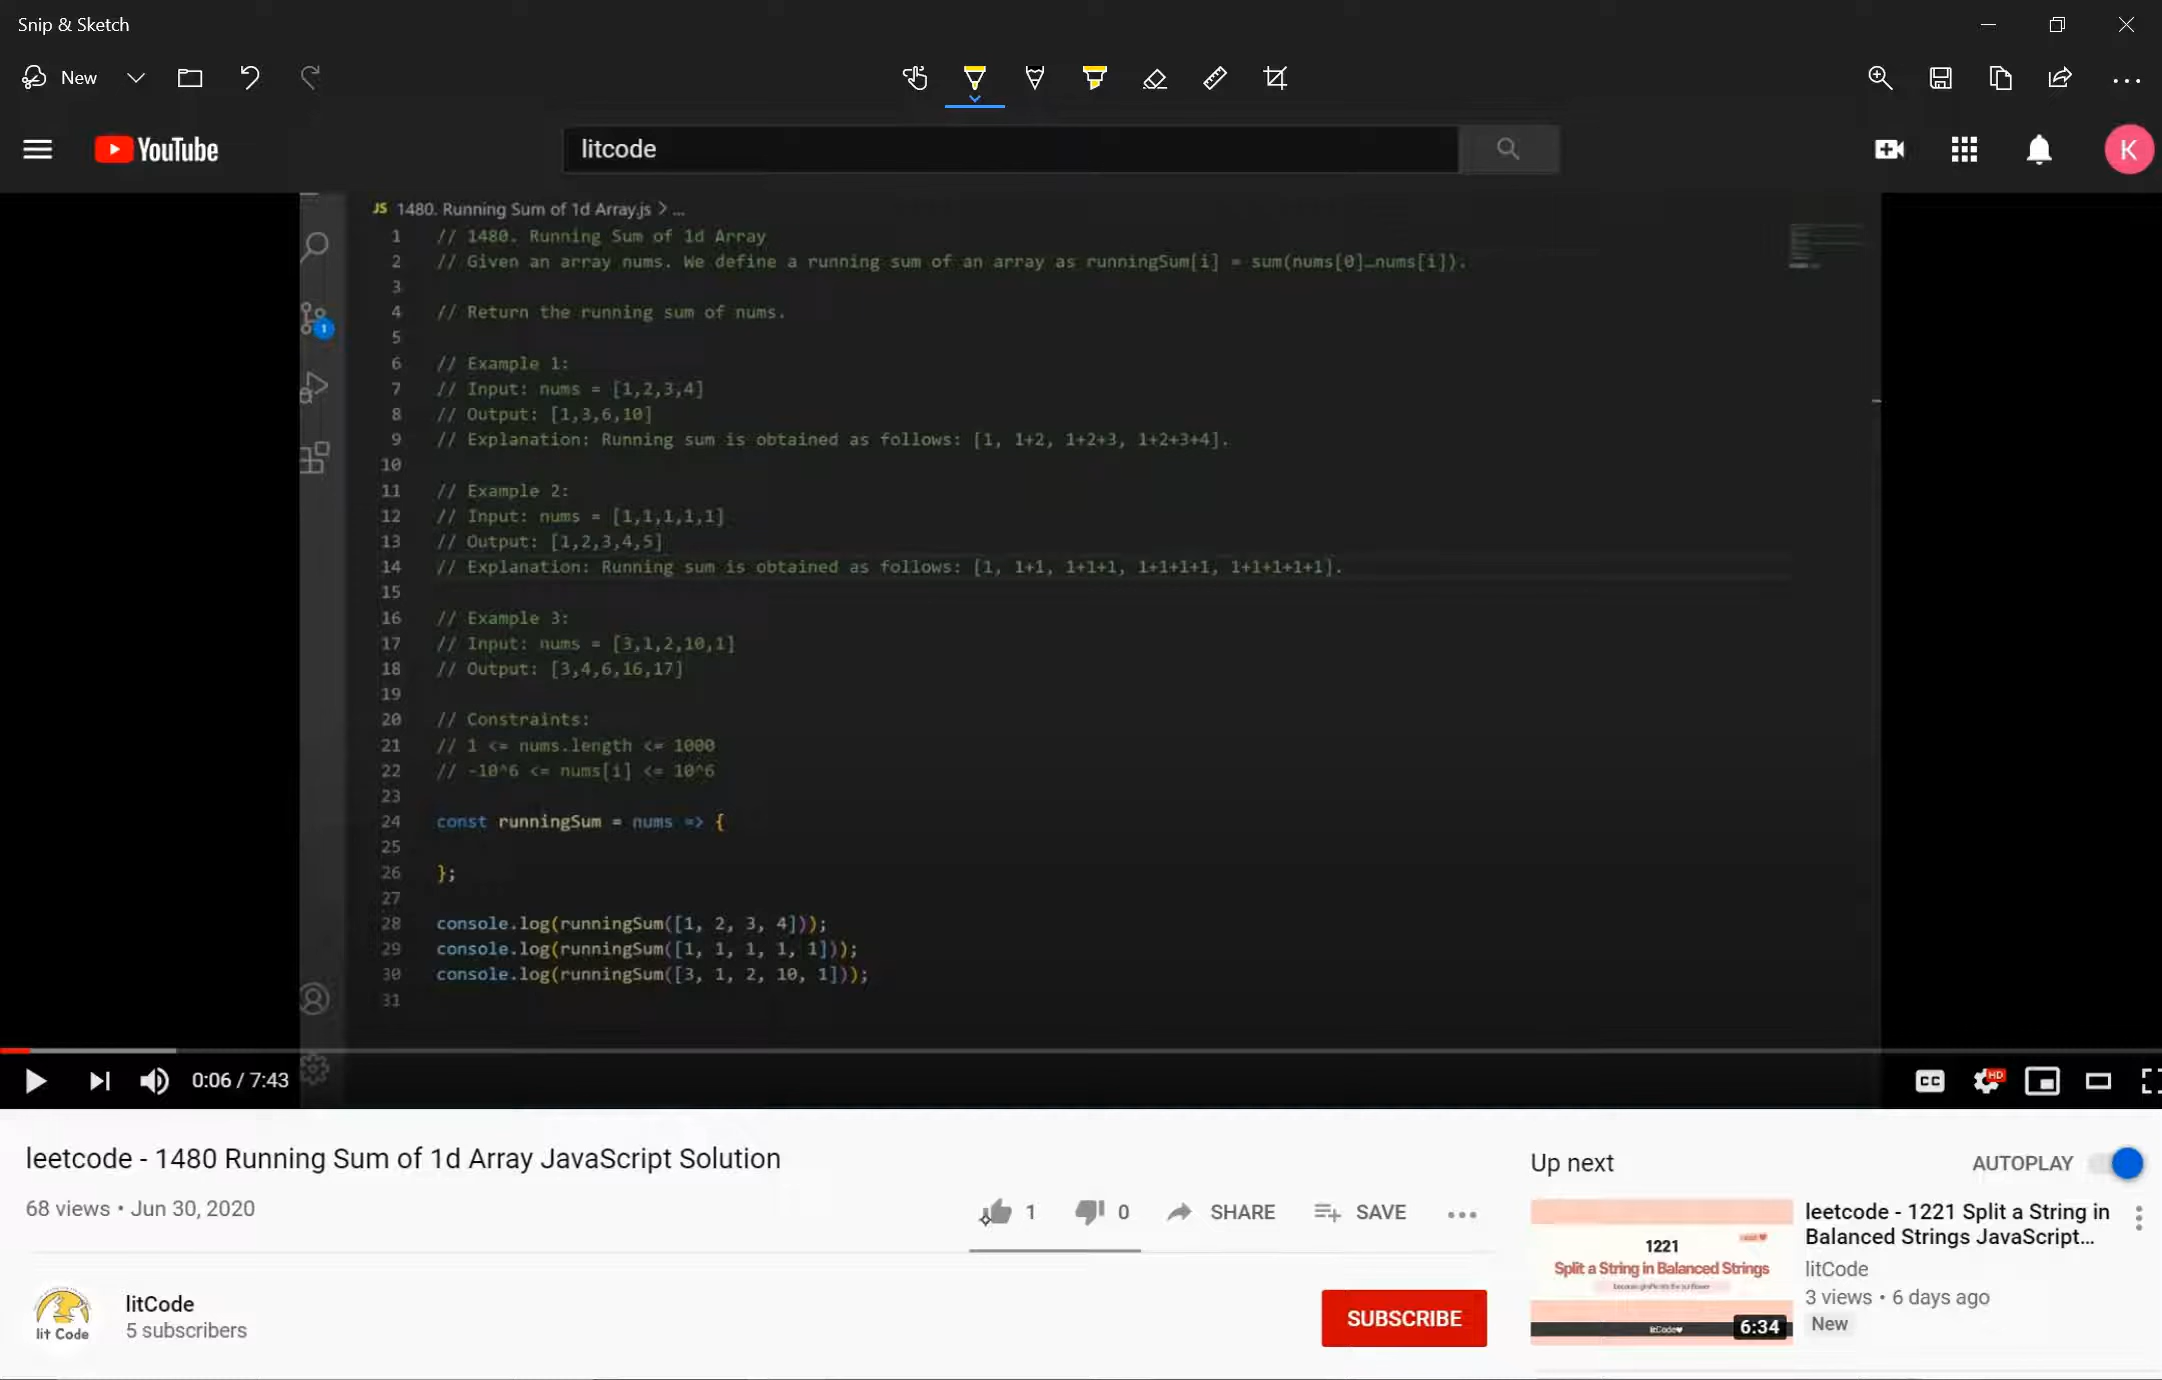 Snip & Sketch
New
YouTube
litcode
K
JS 1480. Running Sum of 1d Array.js > ...
1 // 1480. Running Sum of 1d Array
2 // Given an array nums. We define a running sum of an array as runningSum[i] = sum(nums[0]…nums[i]).
3
4 // Return the running sum of nums.
5
6 // Example 1:
7 // Input: nums = [1,2,3,4]
8 // Output: [1,3,6,10]
9 // Explanation: Running sum is obtained as follows: [1, 1+2, 1+2+3, 1+2+3+4].
10
11 // Example 2:
12 // Input: nums = [1,1,1,1,1]
13 // Output: [1,2,3,4,5]
14 // Explanation: Running sum is obtained as follows: [1, 1+1, 1+1+1, 1+1+1+1, 1+1+1+1+1].
15
16 // Example 3:
17 // Input: nums = [3,1,2,10,1]
18 // Output: [3,4,6,16,17]
19
20 // Constraints:
21 // 1 <= nums.length <= 1000
22 // -10^6 <= nums[i] <= 10^6
23
24 const runningSum = nums => {
25
26 };
27
28 console.log(runningSum([1, 2, 3, 4]));
29 console.log(runningSum([1, 1, 1, 1, 1]));
30 console.log(runningSum([3, 1, 2, 10, 1]));
31
1
0:06 / 7:43
CC
HD
leetcode - 1480 Running Sum of 1d Array JavaScript Solution
68 views • Jun 30, 2020
1
0
SHARE
SAVE
lit Code
litCode
5 subscribers
SUBSCRIBE
Up next
AUTOPLAY
1221
Split a String in Balanced Strings
litCode
6:34
leetcode - 1221 Split a String in
Balanced Strings JavaScript...
litCode
3 views • 6 days ago
New